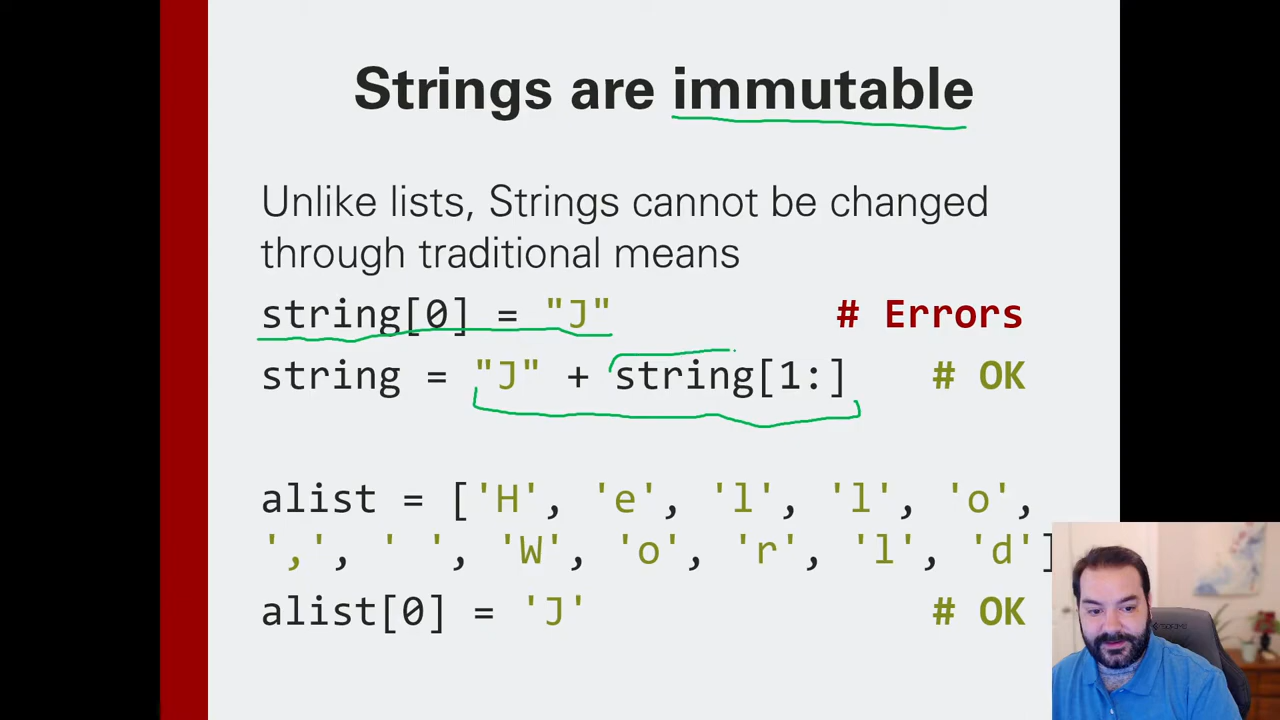 Strings are immutable
Unlike lists, Strings cannot be changed
through traditional means
string[0] = "J" # Errors
string = "J" + string[1:] # OK
alist = ['H', 'e', 'l', 'l', 'o',
',', ' ', 'W', 'o', 'r', 'l', 'd']
alist[0] = 'J' # OK